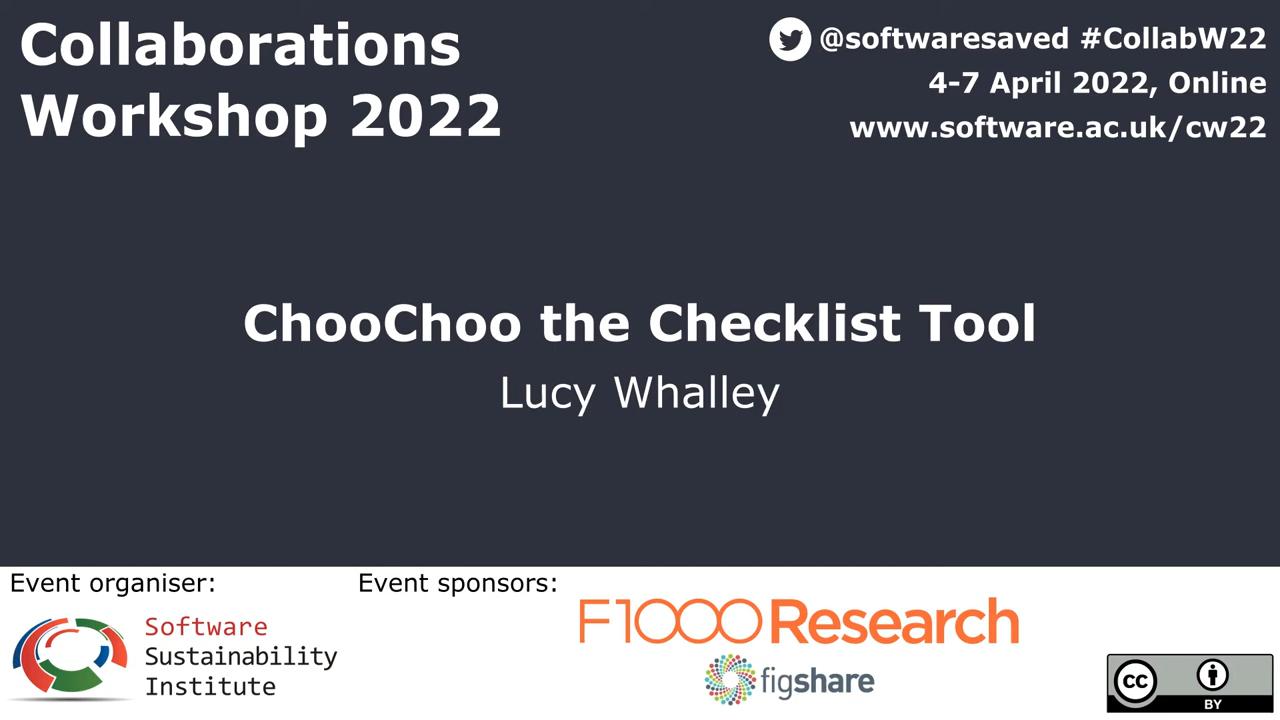 Collaborations
Workshop 2022
@softwaresaved #CollabW22
4-7 April 2022, Online
www.software.ac.uk/cw22
ChooChoo the Checklist Tool
Lucy Whalley
Event organiser:
Software
Sustainability
Institute
Event sponsors:
F1000Research
figshare
cc
BY